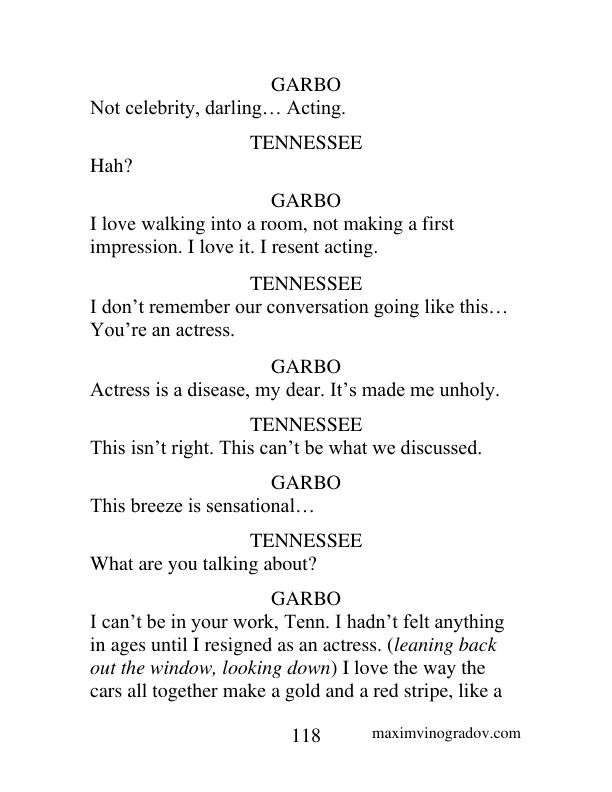 GARBO
Not celebrity, darling… Acting.
TENNESSEE
Hah?
GARBO
I love walking into a room, not making a first
impression. I love it. I resent acting.
TENNESSEE
I don’t remember our conversation going like this…
You’re an actress.
GARBO
Actress is a disease, my dear. It’s made me unholy.
TENNESSEE
This isn’t right. This can’t be what we discussed.
GARBO
This breeze is sensational…
TENNESSEE
What are you talking about?
GARBO
I can’t be in your work, Tenn. I hadn’t felt anything
in ages until I resigned as an actress. (leaning back
out the window, looking down) I love the way the
cars all together make a gold and a red stripe, like a
118 maximvinogradov.com